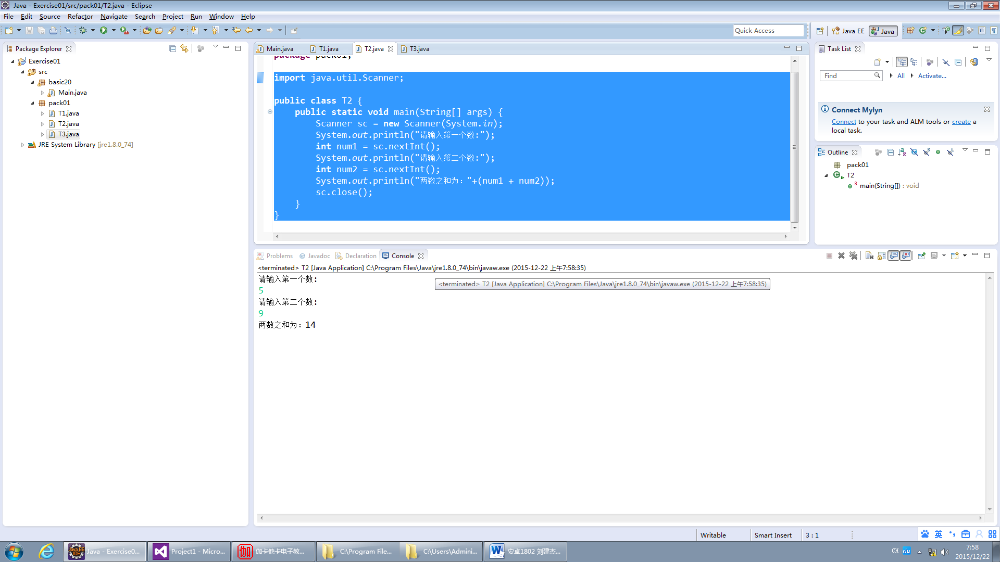 Java - Exercise01/src/pack01/T2.java - Eclipse
File Edit Source Refactor Navigate Search Project Run Window Help
Quick Access
Java EE
Java
Package Explorer
Exercise01
src
basic20
Main.java
pack01
T1.java
T2.java
T3.java
JRE System Library [jre1.8.0_74]
Main.java T1.java T2.java T3.java
package pack01;
import java.util.Scanner;
public class T2 {
public static void main(String[] args) {
Scanner sc = new Scanner(System.in);
System.out.println("请输入第一个数:");
int num1 = sc.nextInt();
System.out.println("请输入第二个数:");
int num2 = sc.nextInt();
System.out.println("两数之和为："+(num1 + num2));
sc.close();
}
}
Task List
Find
All
Activate...
Connect Mylyn
Connect to your task and ALM tools or create a
local task.
Outline
pack01
T2
main(String[]) : void
Problems @ Javadoc Declaration Console
<terminated> T2 [Java Application] C:\Program Files\Java\jre1.8.0_74\bin\javaw.exe (2015-12-22 上午7:58:35)
请输入第一个数:
<terminated> T2 [Java Application] C:\Program Files\Java\jre1.8.0_74\bin\javaw.exe (2015-12-22 上午7:58:35)
5
请输入第二个数:
9
两数之和为：14
Writable
Smart Insert
3 : 1
英
Java - Exercise0...
Project1 - Micro...
伽卡他卡电子教...
C:\Program File...
C:\Users\Admini...
安卓1802 刘建杰...
CH
du
7:58
2015/12/22